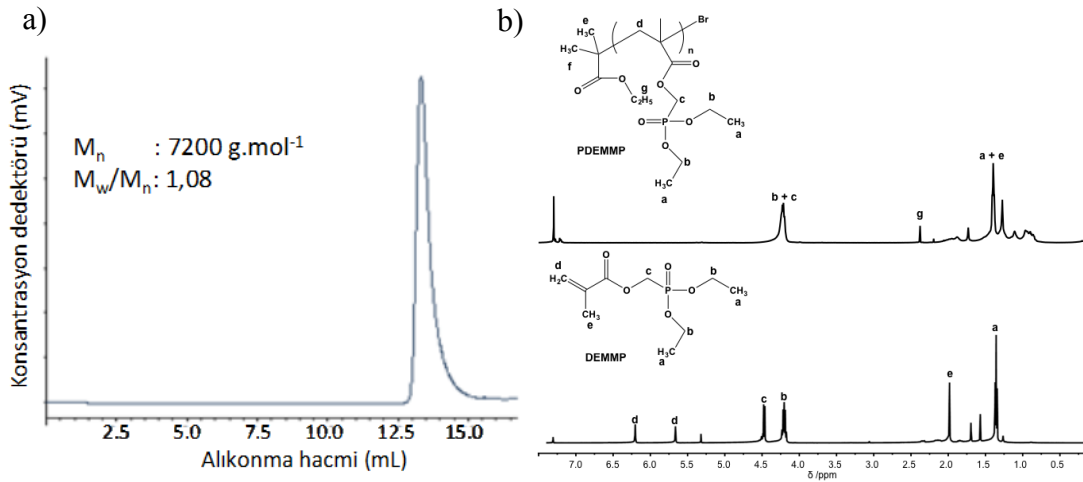 a)
Konsantrasyon dedektörü (mV)
Mn : 7200 g.mol-1
Mw/Mn: 1,08
2.5 5.0 7.5 10.0 12.5 15.0
Alıkonma hacmi (mL)
b)
e
d
Br
H3C
n
H3C
f
O
O
O
O
g
C2H5
c
b
O
P
O
CH3
a
O
b
PDEMMP
H3C
a
a + e
b + c
g
d
H2C
O
c
O
b
O
P
O
CH3
a
O
CH3
e
b
H3C
a
DEMMP
a
e
c
b
d
d
7.0 6.5 6.0 5.5 5.0 4.5 4.0 3.5 3.0 2.5 2.0 1.5 1.0 0.5
δ /ppm